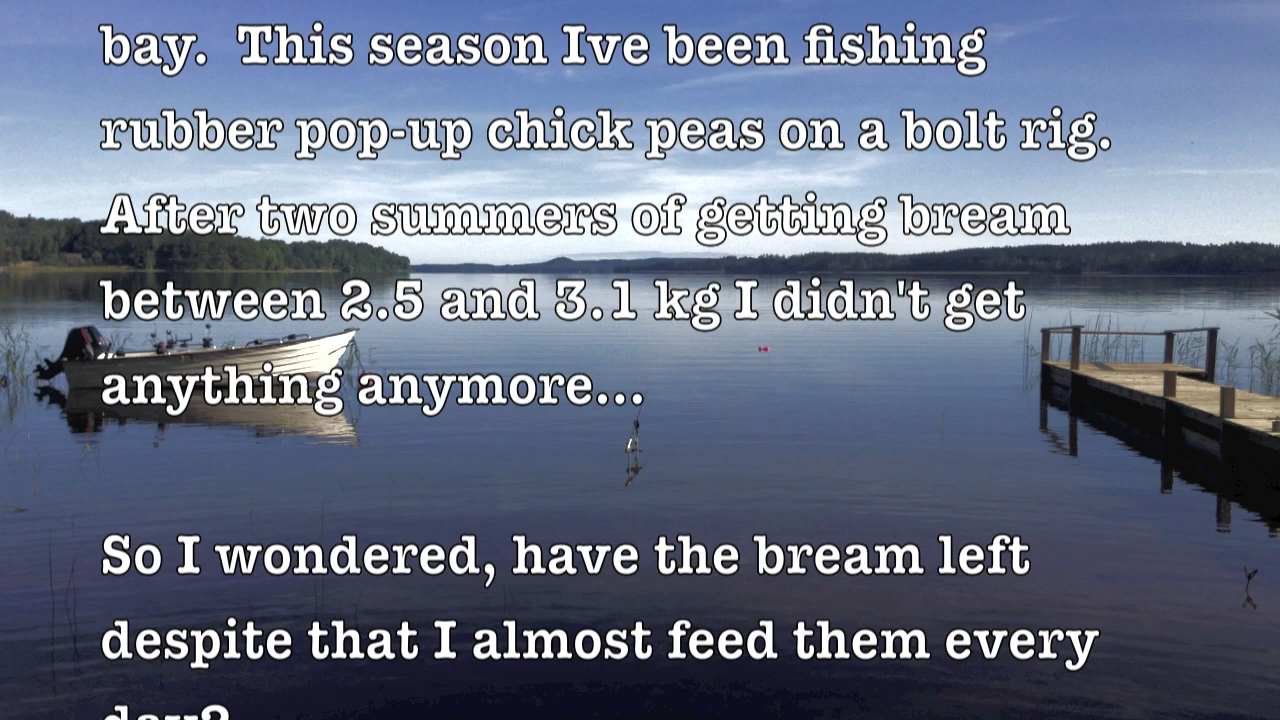 bay.  This season Ive been fishing
rubber pop-up chick peas on a bolt rig.
After two summers of getting bream
between 2.5 and 3.1 kg I didn't get
anything anymore...
So I wondered, have the bream left
despite that I almost feed them every
day?